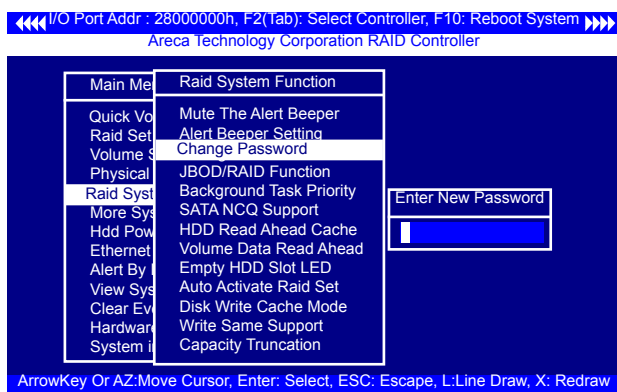 I/O Port Addr : 28000000h, F2(Tab): Select Controller, F10: Reboot System
Areca Technology Corporation RAID Controller
Main Me
Quick Vo
Raid Set
Volume S
Physical
Raid Syst
More Sys
Hdd Pow
Ethernet
Alert By
View Sys
Clear Ev
Hardwar
System i
Raid System Function
Mute The Alert Beeper
Alert Beeper Setting
Change Password
JBOD/RAID Function
Background Task Priority
SATA NCQ Support
HDD Read Ahead Cache
Volume Data Read Ahead
Empty HDD Slot LED
Auto Activate Raid Set
Disk Write Cache Mode
Write Same Support
Capacity Truncation
Enter New Password
ArrowKey Or AZ:Move Cursor, Enter: Select, ESC: Escape, L:Line Draw, X: Redraw